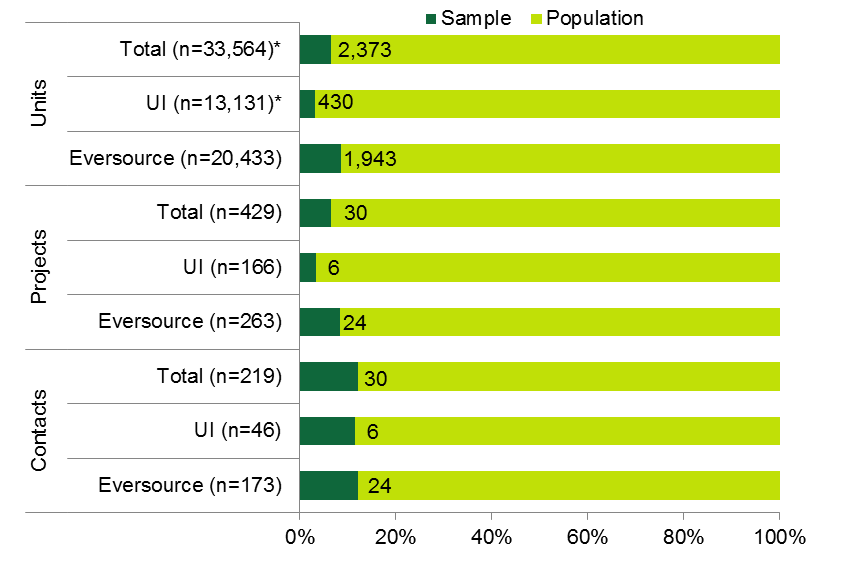 Sample Population
Units
Total (n=33,564)* 2,373
UI (n=13,131)* 430
Eversource (n=20,433) 1,943
Projects
Total (n=429) 30
UI (n=166) 6
Eversource (n=263) 24
Contacts
Total (n=219) 30
UI (n=46) 6
Eversource (n=173) 24
0% 20% 40% 60% 80% 100%